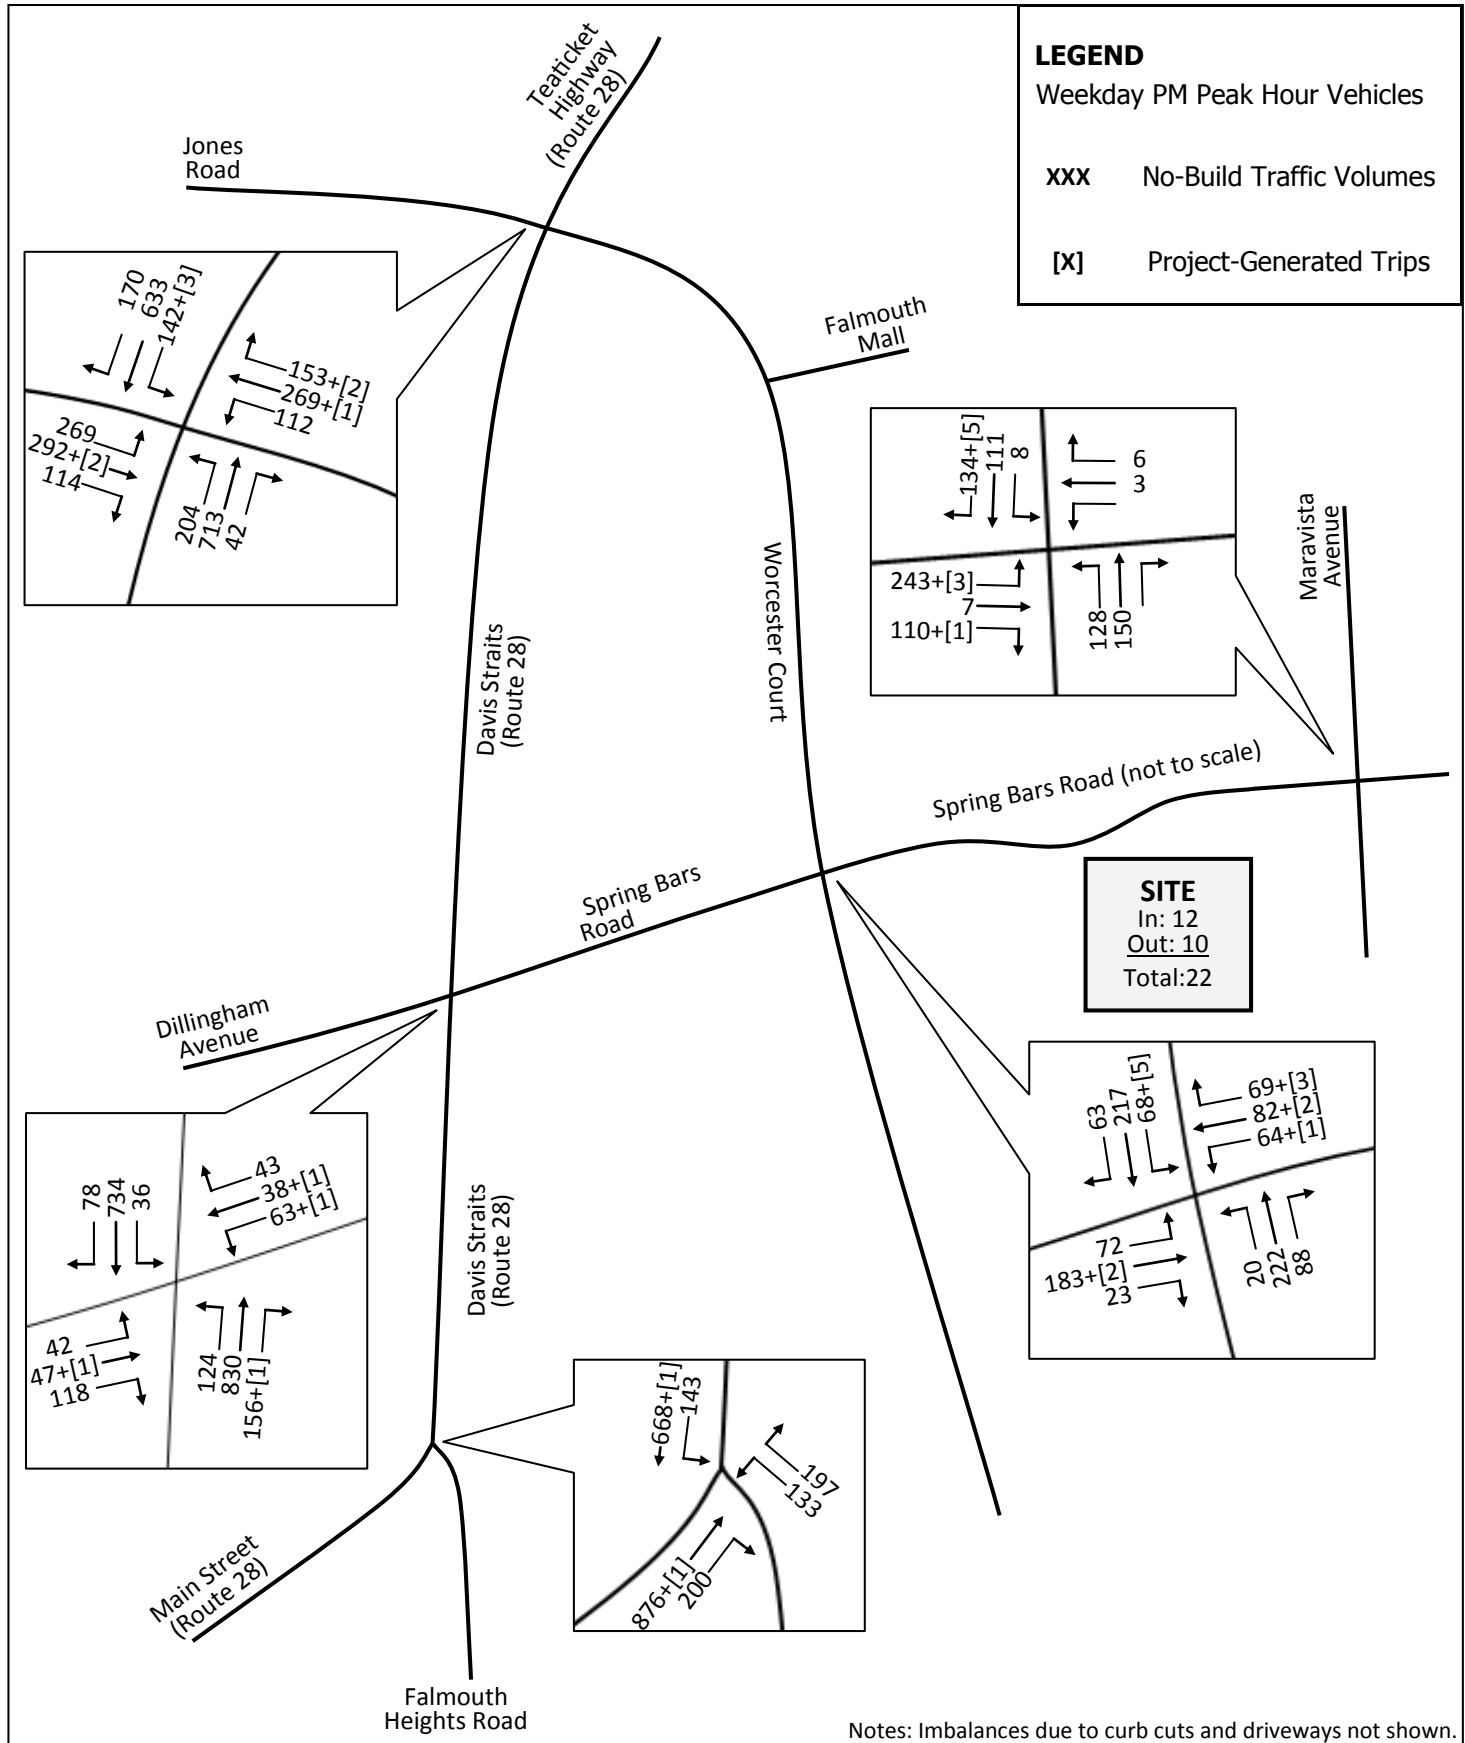 Teaticket
Highway
(Route 28)
LEGEND
Weekday PM Peak Hour Vehicles
XXX No-Build Traffic Volumes
[X] Project-Generated Trips
Jones
Road
170
633
142+[3]
153+[2]
269+[1]
112
269
292+[2]
114
204
713
42
Falmouth
Mall
134+[5]
111
8
6
3
243+[3]
7
110+[1]
128
150
Maravista
Avenue
Worcester Court
Davis Straits
(Route 28)
Spring Bars Road (not to scale)
Spring Bars
Road
SITE
In: 12
Out: 10
Total:22
Dillingham
Avenue
63
217
68+[5]
69+[3]
82+[2]
64+[1]
72
183+[2]
23
20
222
88
78
734
36
43
38+[1]
63+[1]
42
47+[1]
118
124
830
156+[1]
Davis Straits
(Route 28)
668+[1]
143
197
133
876+[1]
200
Main Street
(Route 28)
Falmouth
Heights Road
Notes: Imbalances due to curb cuts and driveways not shown.